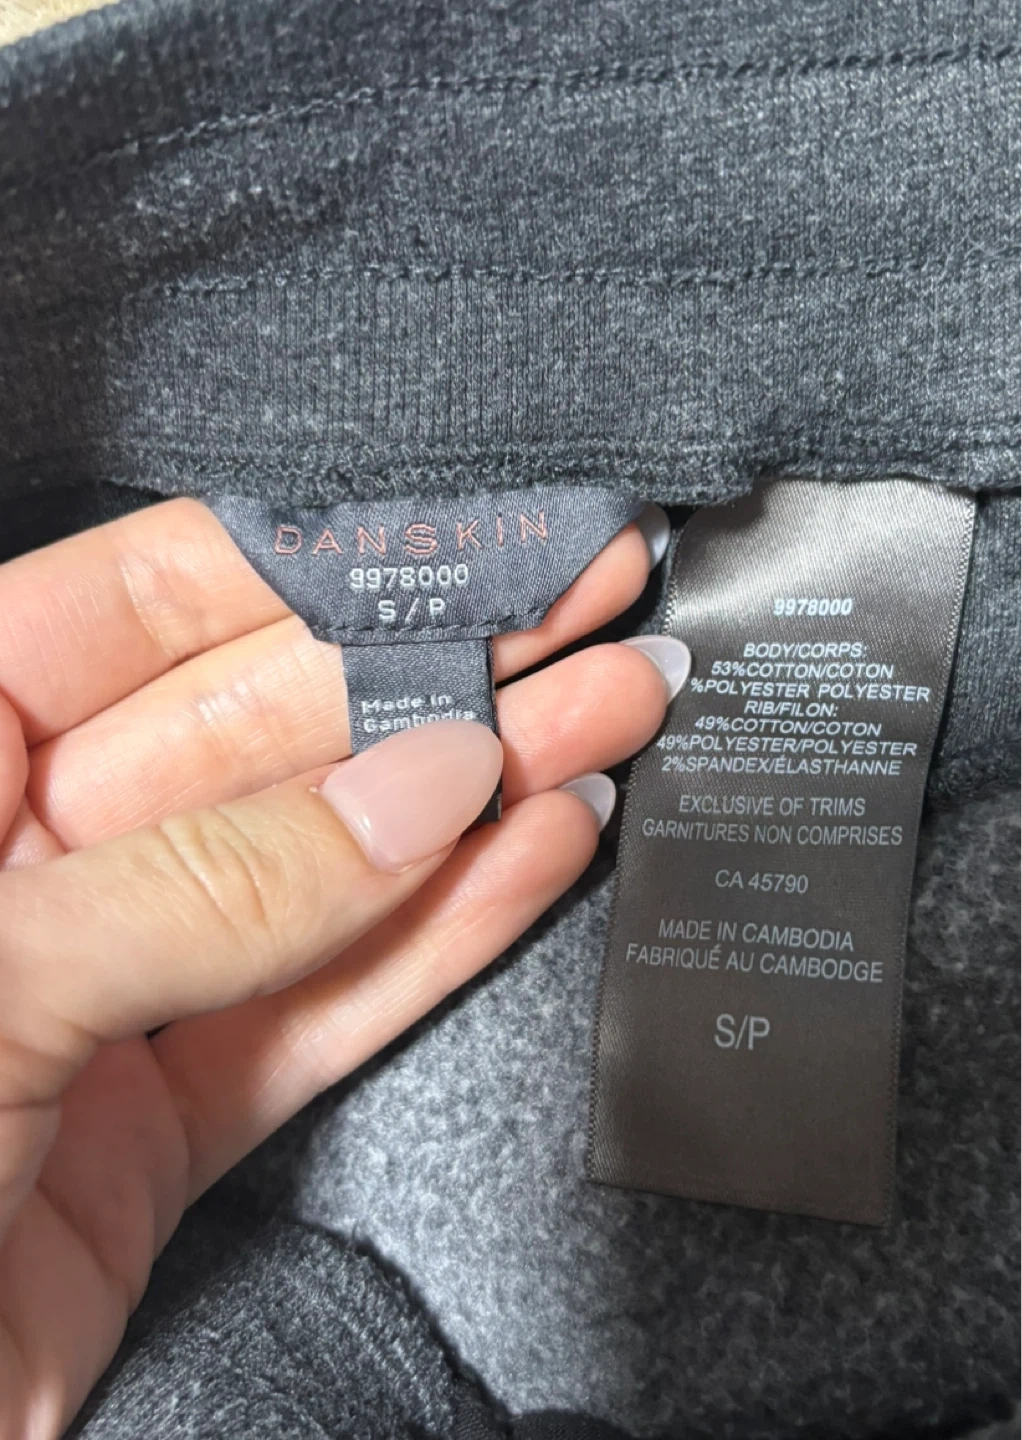 DANSKIN
9978000
S/P
Made in
Cambodia
9978000
BODY/CORPS:
53%COTTON/COTON
%POLYESTER POLYESTER
RIB/FILON:
49%COTTON/COTON
49%POLYESTER/POLYESTER
2%SPANDEX/ÉLASTHANNE
EXCLUSIVE OF TRIMS
GARNITURES NON COMPRISES
CA 45790
MADE IN CAMBODIA
FABRIQUÉ AU CAMBODGE
S/P